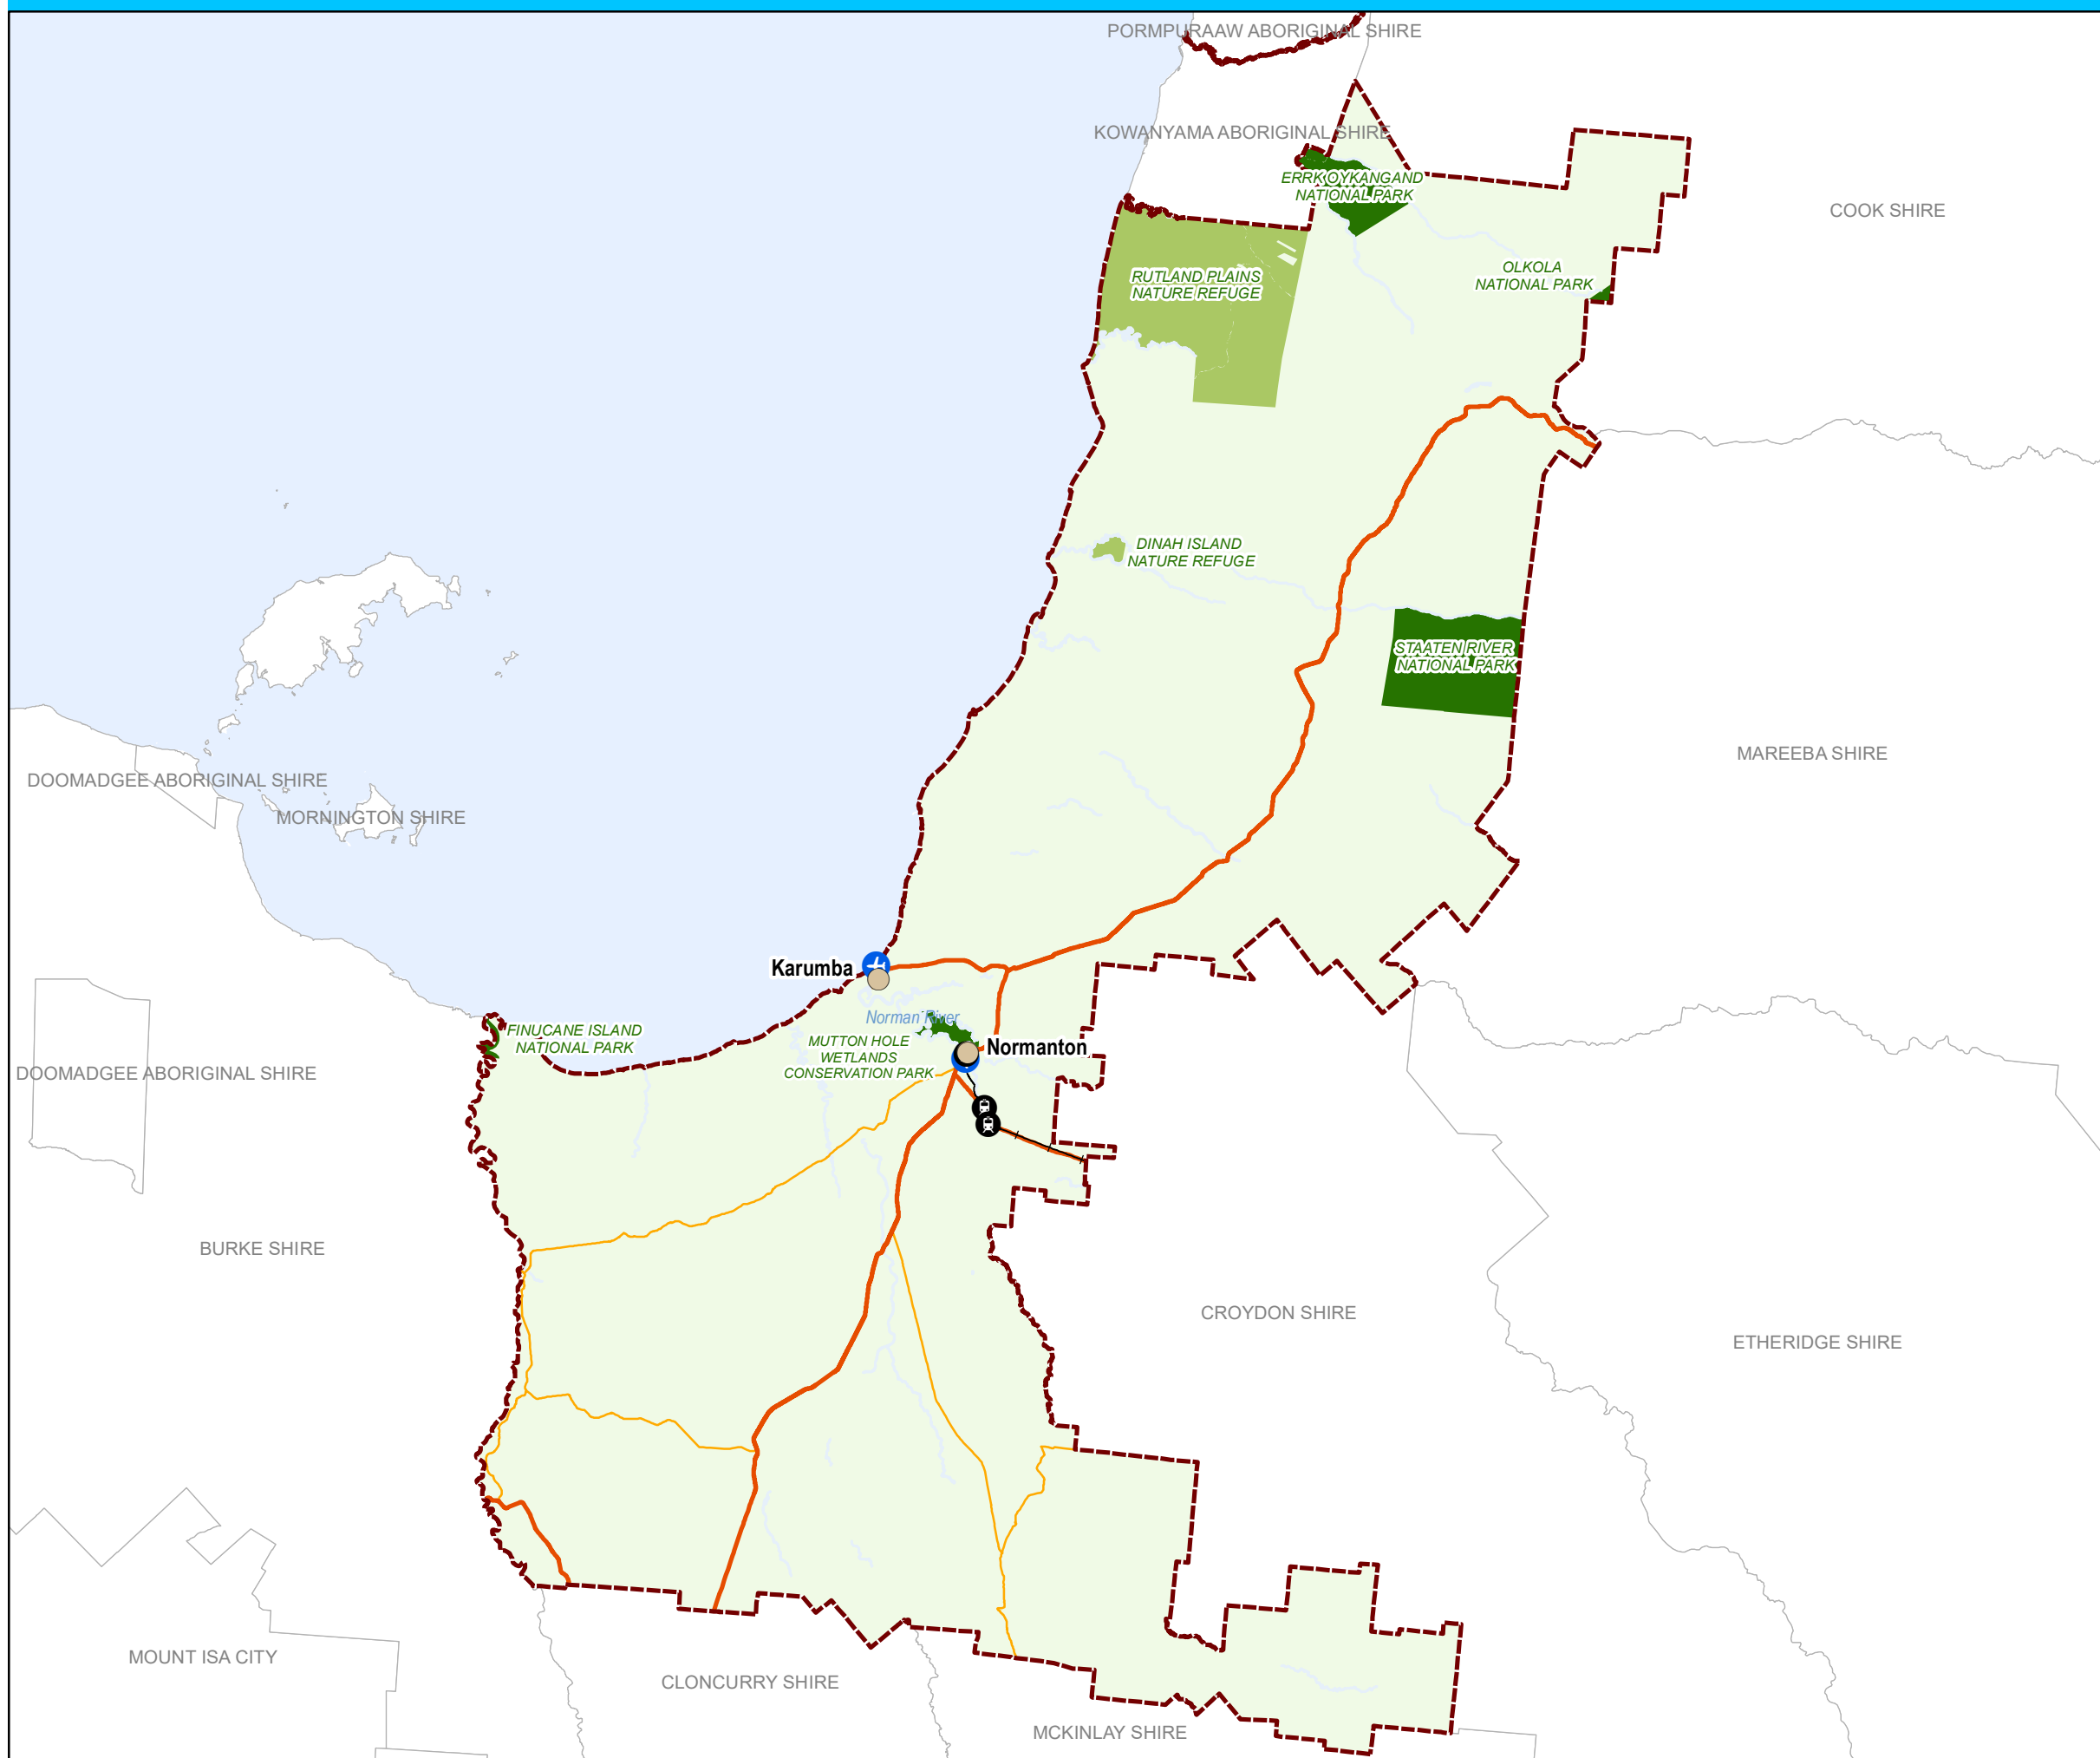 PORMPURAAW ABORIGINAL SHIRE
KOWANYAMA ABORIGINAL SHIRE
ERRK OYKANGAND
NATIONAL PARK
COOK SHIRE
OLKOLA
NATIONAL PARK
RUTLAND PLAINS
NATURE REFUGE
DINAH ISLAND
NATURE REFUGE
STAATEN RIVER
NATIONAL PARK
MAREEBA SHIRE
DOOMADGEE ABORIGINAL SHIRE
MORNINGTON SHIRE
Karumba
Norman River
FINUCANE ISLAND
NATIONAL PARK
MUTTON HOLE
WETLANDS
CONSERVATION PARK
Normanton
DOOMADGEE ABORIGINAL SHIRE
BURKE SHIRE
CROYDON SHIRE
ETHERIDGE SHIRE
MOUNT ISA CITY
CLONCURRY SHIRE
MCKINLAY SHIRE